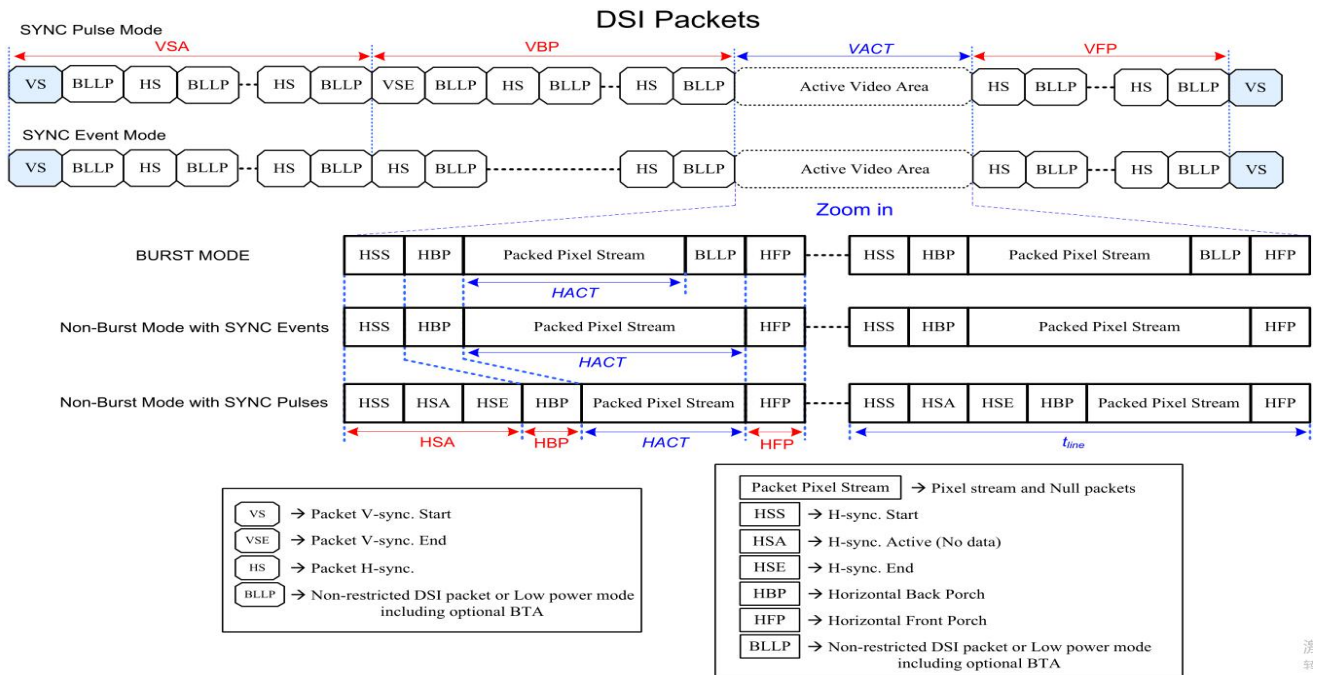 DSI Packets
SYNC Pulse Mode
VSA VBP VACT VFP
VS BLLP HS BLLP HS BLLP VSE BLLP HS BLLP HS BLLP Active Video Area HS BLLP HS BLLP VS
SYNC Event Mode
VS BLLP HS BLLP HS BLLP HS BLLP HS BLLP Active Video Area HS BLLP HS BLLP VS
Zoom in
BURST MODE HSS HBP Packed Pixel Stream BLLP HFP HSS HBP Packed Pixel Stream BLLP HFP
HACT
Non-Burst Mode with SYNC Events HSS HBP Packed Pixel Stream HFP HSS HBP Packed Pixel Stream HFP
HACT
Non-Burst Mode with SYNC Pulses HSS HSA HSE HBP Packed Pixel Stream HFP HSS HSA HSE HBP Packed Pixel Stream HFP
HSA HBP HACT HFP tline
VS → Packet V-sync. Start
VSE → Packet V-sync. End
HS → Packet H-sync.
BLLP → Non-restricted DSI packet or Low power mode
including optional BTA
Packet Pixel Stream → Pixel stream and Null packets
HSS → H-sync. Start
HSA → H-sync. Active (No data)
HSE → H-sync. End
HBP → Horizontal Back Porch
HFP → Horizontal Front Porch
BLLP → Non-restricted DSI packet or Low power mode
including optional BTA